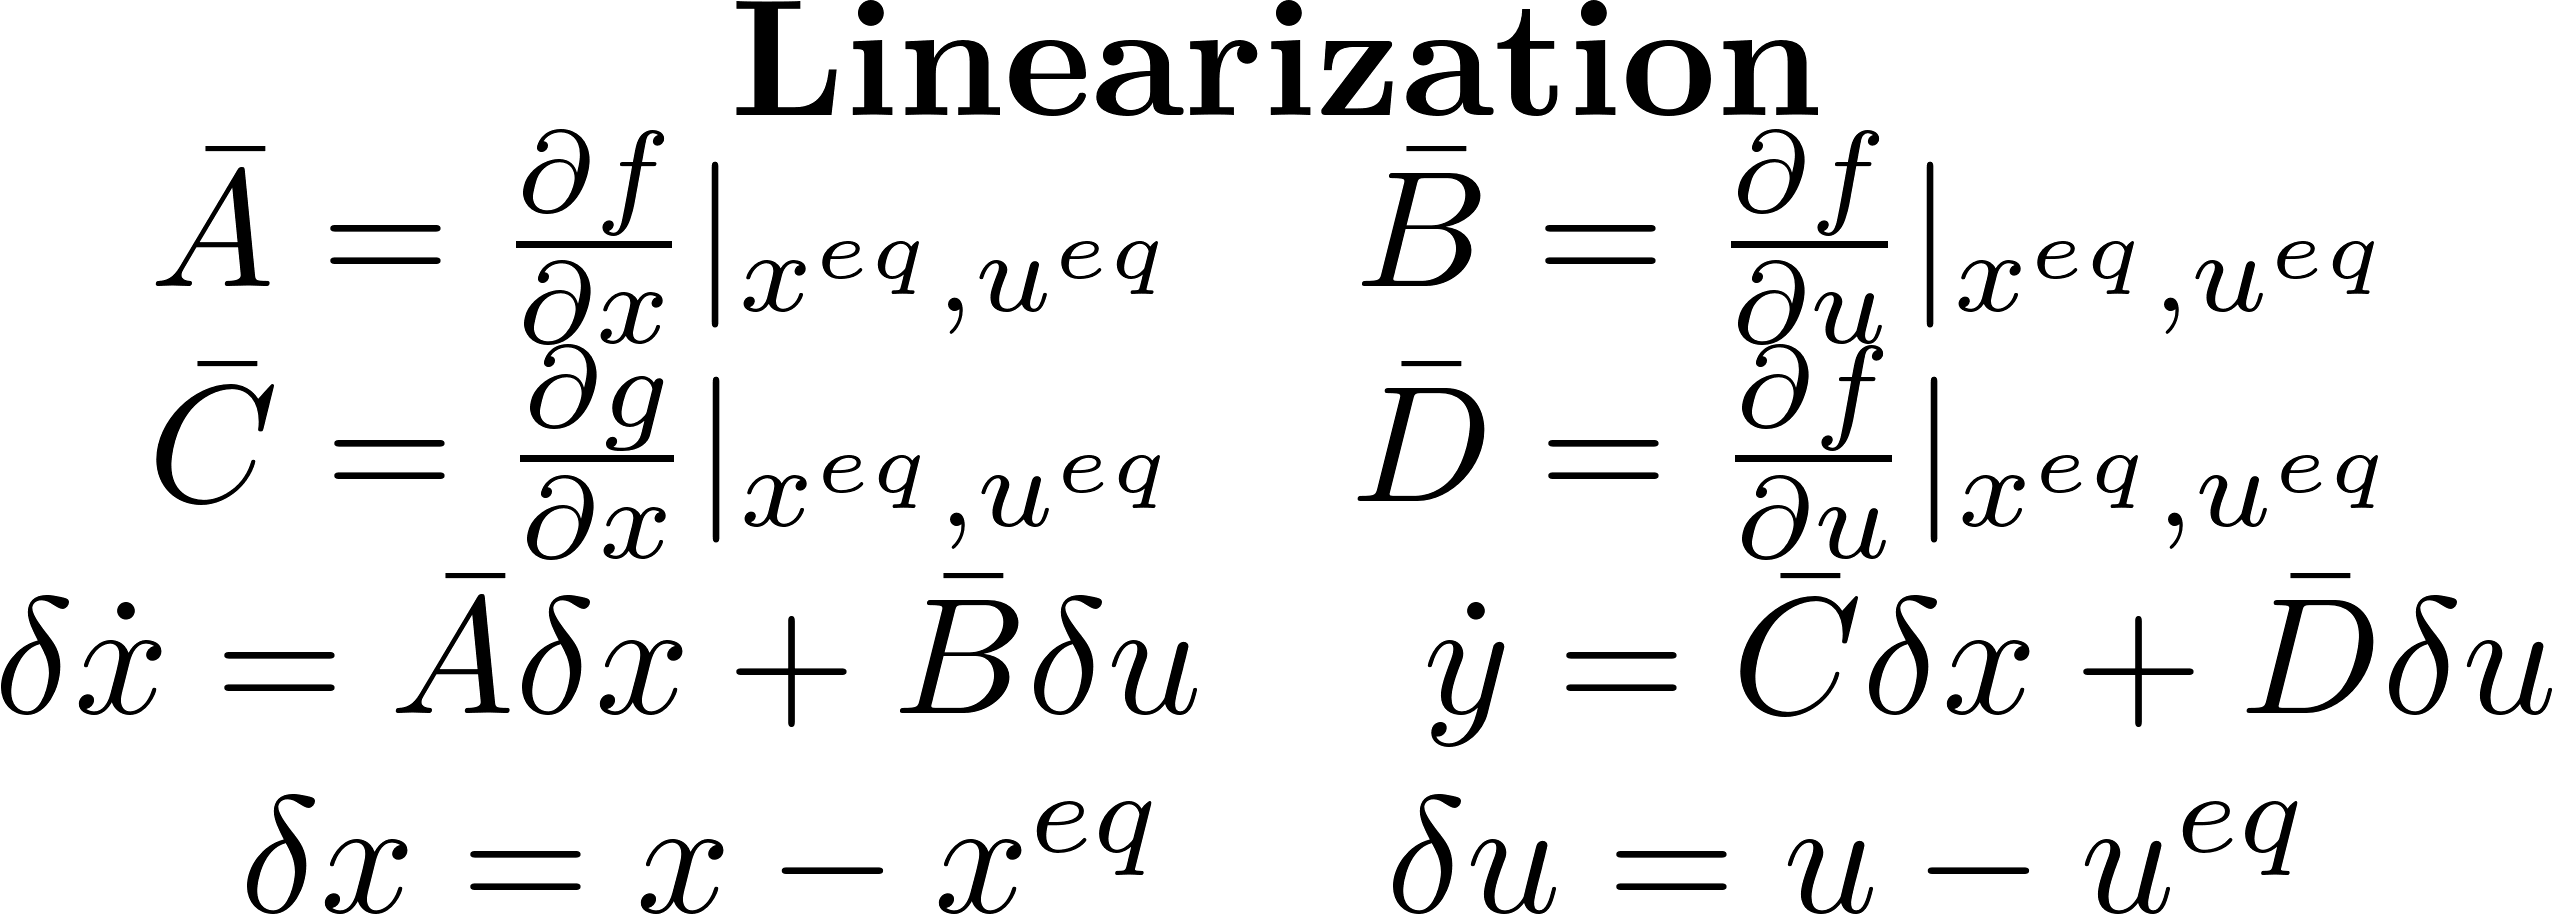 Linearization
Ā = ∂f/∂x |x^eq,u^eq B̄ = ∂f/∂u |x^eq,u^eq
C̄ = ∂g/∂x |x^eq,u^eq D̄ = ∂f/∂u |x^eq,u^eq
δẋ = Āδx + B̄δu ẏ = C̄δx + D̄δu
δx = x − x^eq δu = u − u^eq